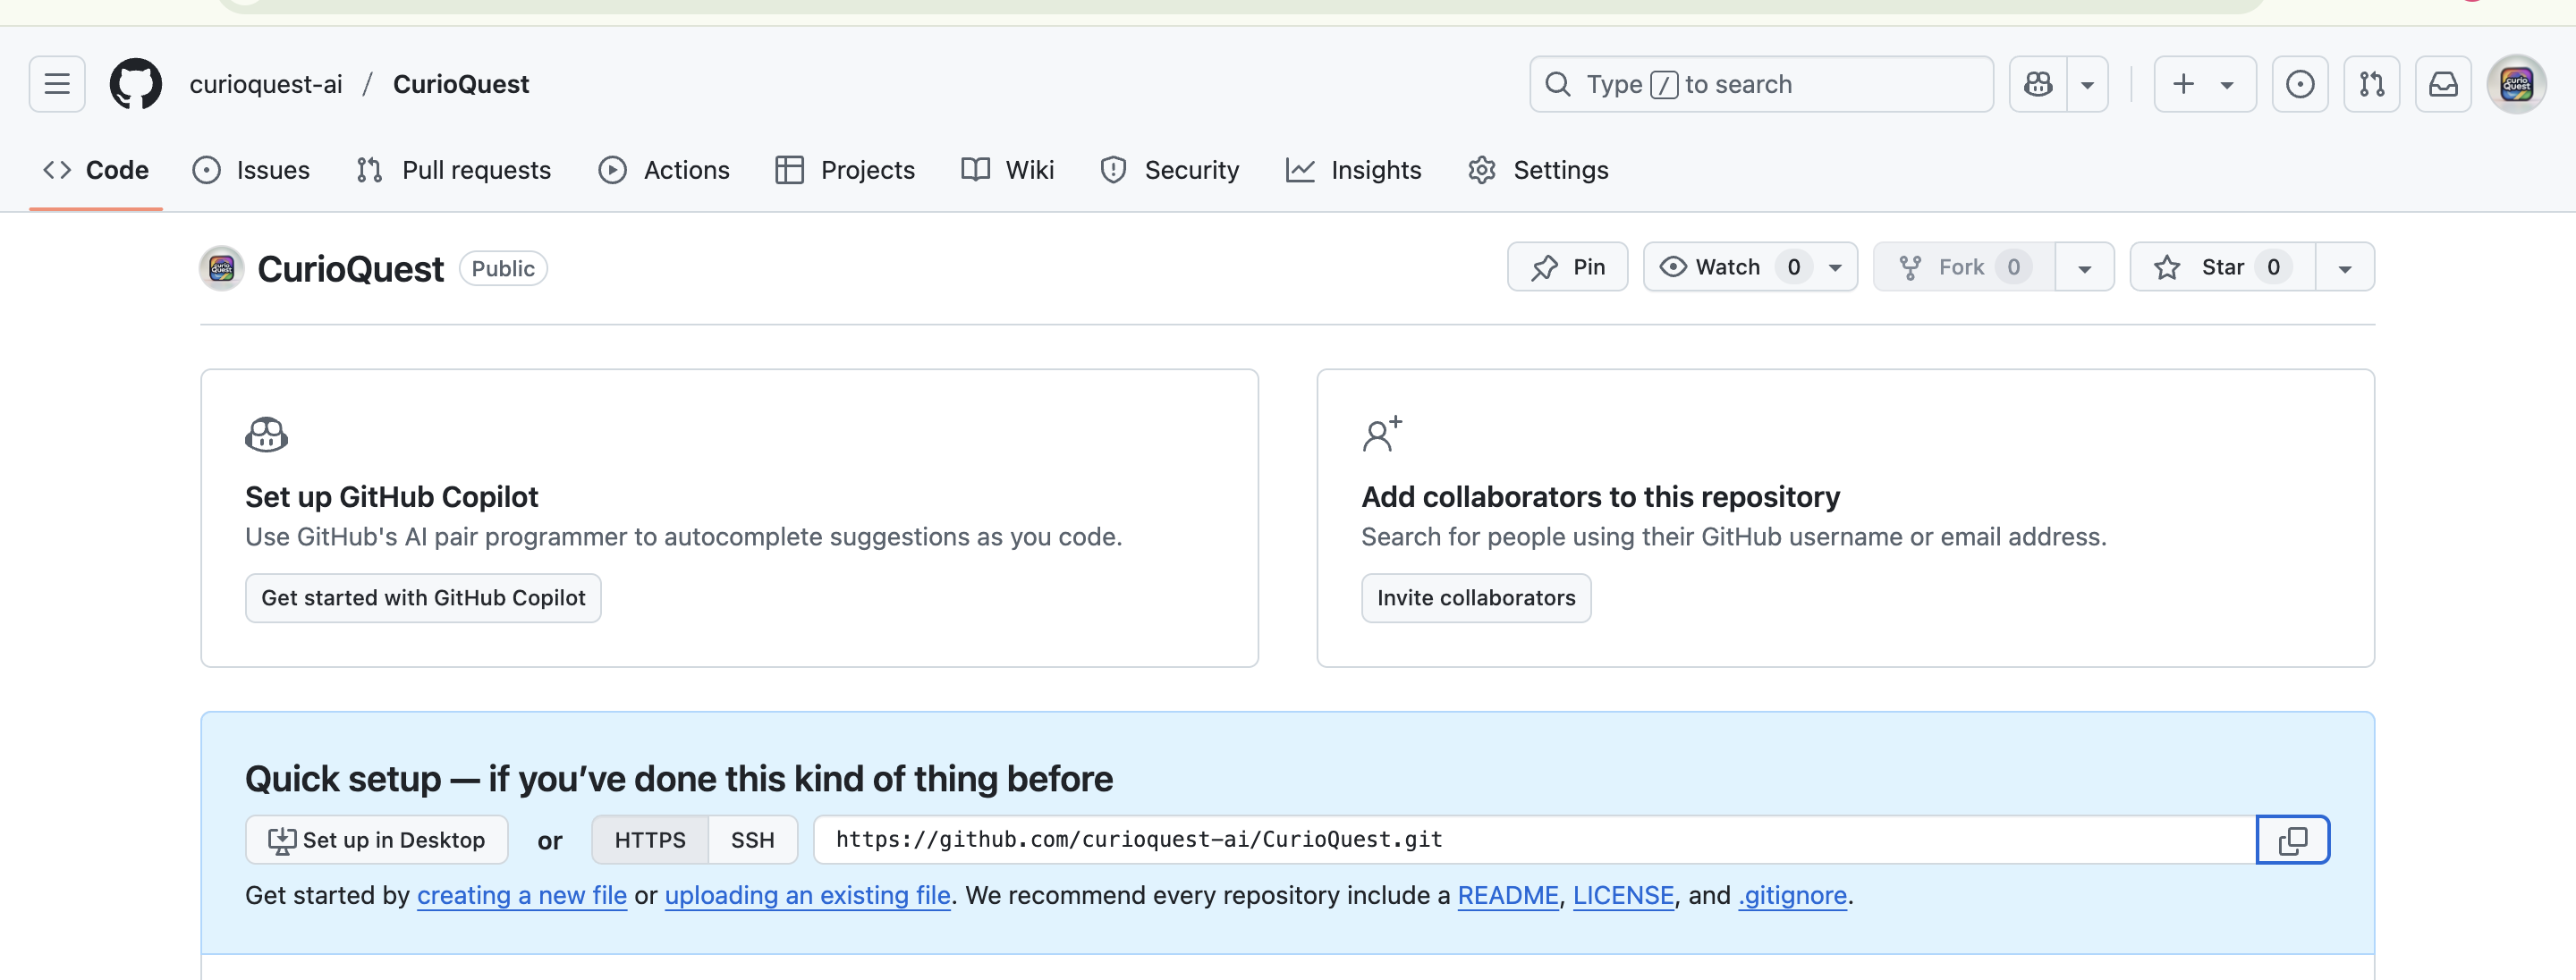 curioquest-ai / CurioQuest
Type / to search
Code Issues Pull requests Actions Projects Wiki Security Insights Settings
CurioQuest Public
Pin Watch 0 Fork 0 Star 0
Set up GitHub Copilot
Use GitHub's AI pair programmer to autocomplete suggestions as you code.
Get started with GitHub Copilot
Add collaborators to this repository
Search for people using their GitHub username or email address.
Invite collaborators
Quick setup — if you’ve done this kind of thing before
Set up in Desktop or HTTPS SSH https://github.com/curioquest-ai/CurioQuest.git
Get started by creating a new file or uploading an existing file. We recommend every repository include a README, LICENSE, and .gitignore.